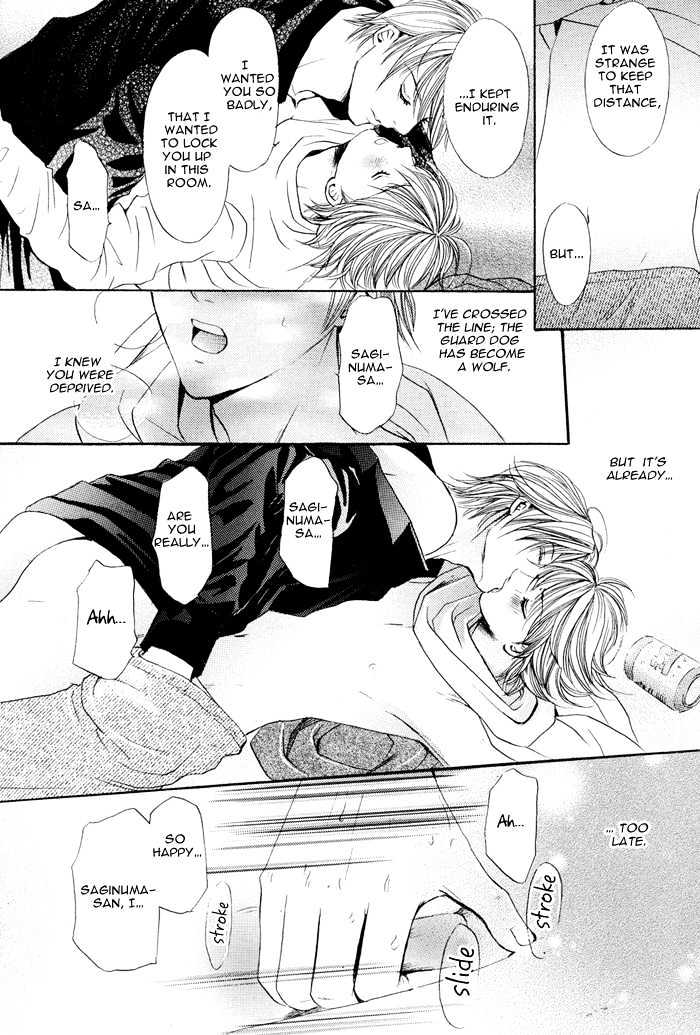 IT WAS
STRANGE
TO KEEP
THAT
DISTANCE,
BUT...
...I KEPT
ENDURING
IT.
I
WANTED
YOU SO
BADLY,
THAT I
WANTED
TO LOCK
YOU UP
IN THIS
ROOM.
SA...
I'VE CROSSED
THE LINE; THE
GUARD DOG
HAS BECOME
A WOLF.
SAGI-
NUMA-
SA...
I KNEW
YOU WERE
DEPRIVED.
BUT IT'S
ALREADY...
SAGI-
NUMA-
SA...
ARE
YOU
REALLY...
Ahh...
... TOO
LATE.
Ah...
stroke
slide
stroke
SO
HAPPY...
SAGINUMA-
SAN, I...